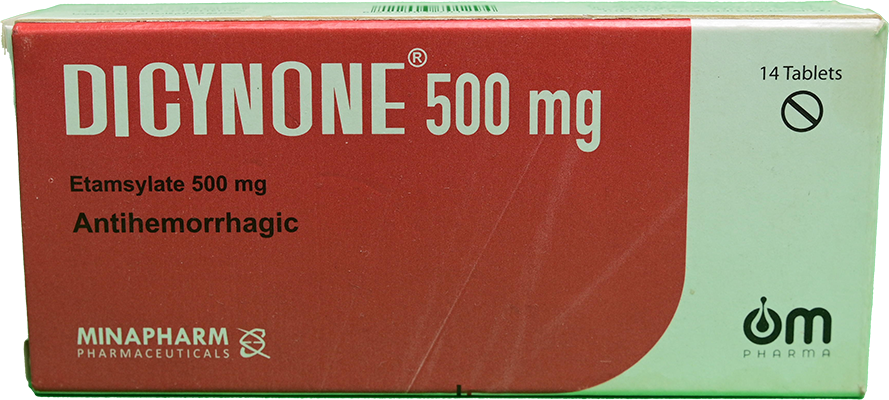 DICYNONE® 500 mg
14 Tablets
Etamsylate 500 mg
Antihemorrhagic
MINAPHARM
PHARMACEUTICALS
om
PHARMA